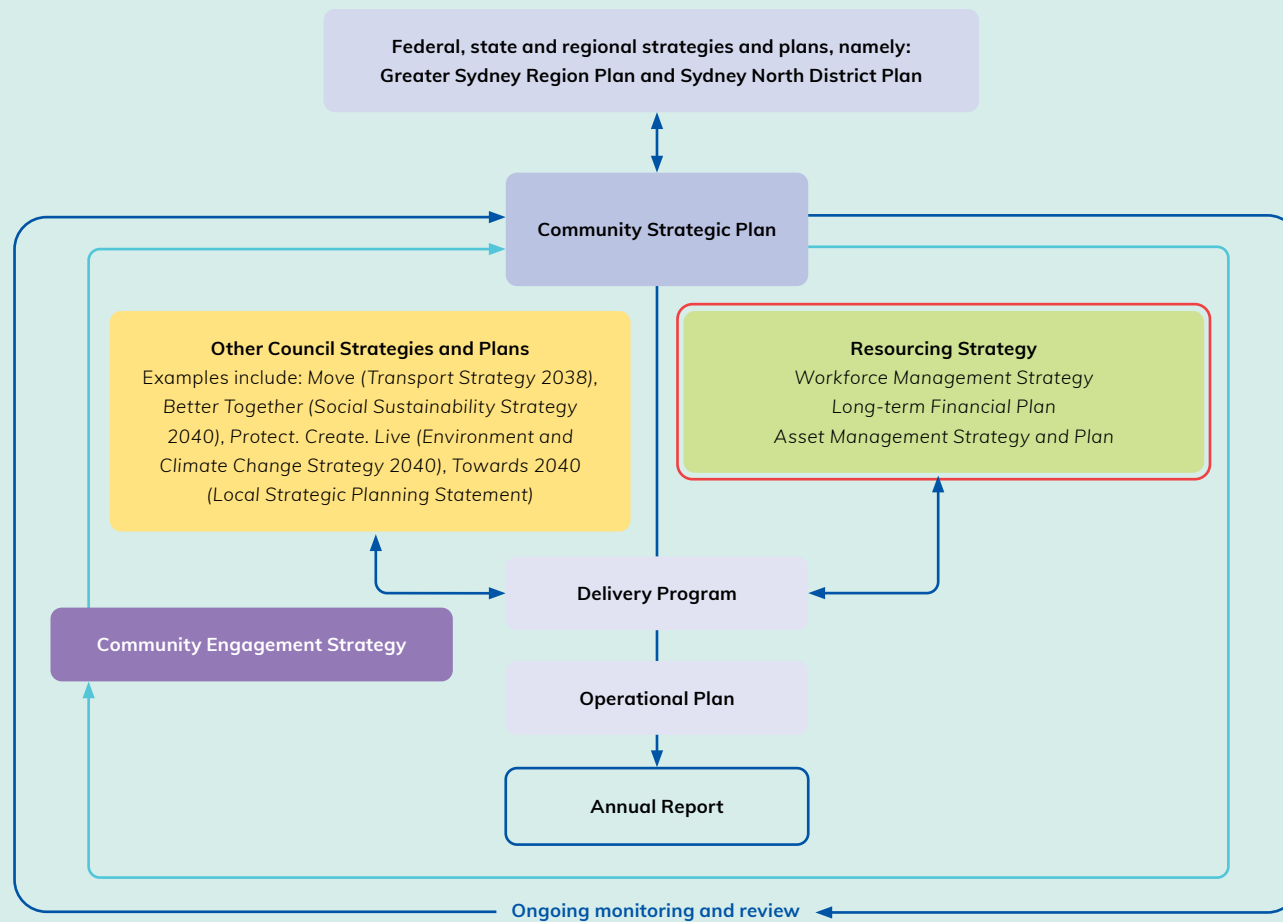 Federal, state and regional strategies and plans, namely:
Greater Sydney Region Plan and Sydney North District Plan
Community Strategic Plan
Other Council Strategies and Plans
Examples include: Move (Transport Strategy 2038),
Better Together (Social Sustainability Strategy
2040), Protect. Create. Live (Environment and
Climate Change Strategy 2040), Towards 2040
(Local Strategic Planning Statement)
Resourcing Strategy
Workforce Management Strategy
Long-term Financial Plan
Asset Management Strategy and Plan
Delivery Program
Community Engagement Strategy
Operational Plan
Annual Report
Ongoing monitoring and review